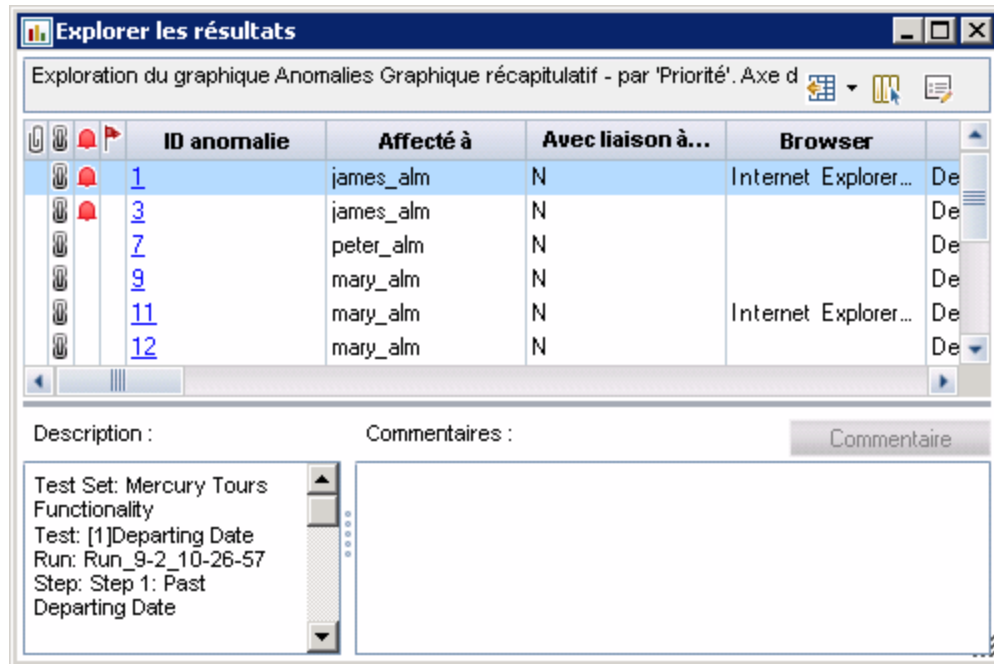 Explorer les résultats
Exploration du graphique Anomalies Graphique récapitulatif - par 'Priorité'. Axe d
ID anomalie Affecté à Avec liaison à... Browser
1 james_alm N Internet Explorer... De
3 james_alm N De
7 peter_alm N De
9 mary_alm N De
11 mary_alm N Internet Explorer... De
12 mary_alm N De
Description : Commentaires : Commentaire
Test Set: Mercury Tours
Functionality
Test: [1]Departing Date
Run: Run_9-2_10-26-57
Step: Step 1: Past
Departing Date